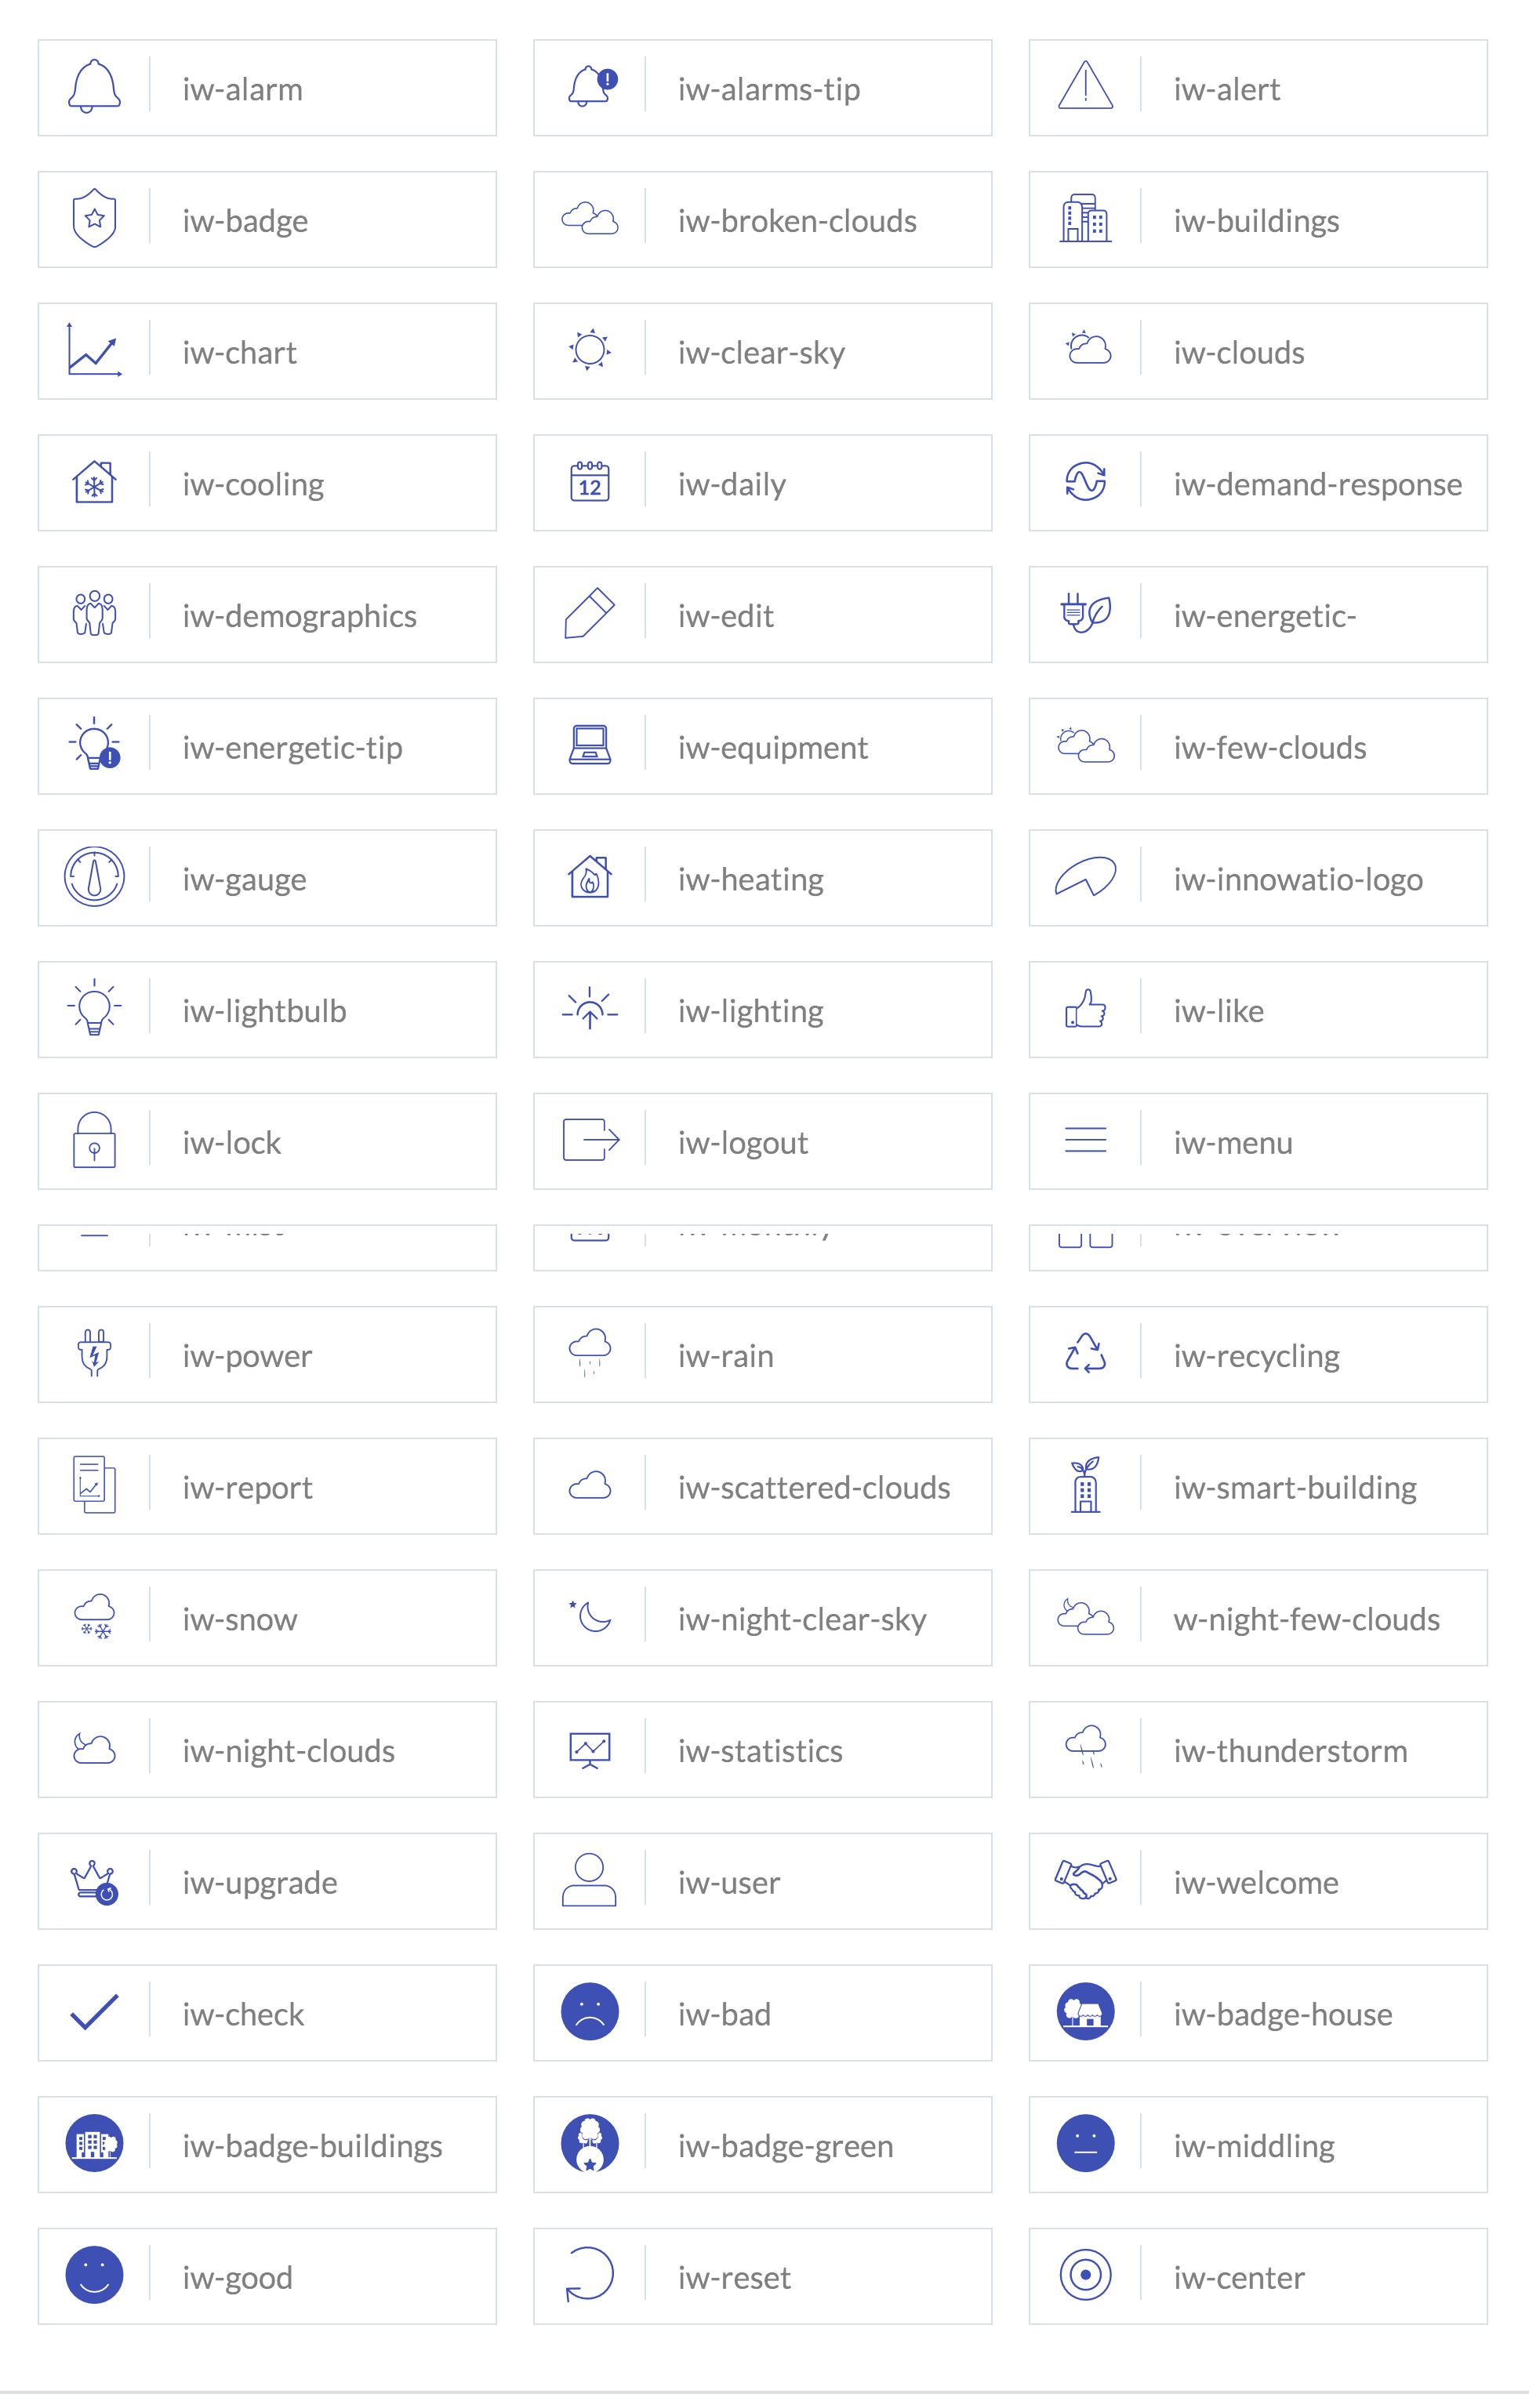 iw-alarm
iw-alarms-tip
iw-alert
iw-badge
iw-broken-clouds
iw-buildings
iw-chart
iw-clear-sky
iw-clouds
iw-cooling
12
iw-daily
iw-demand-response
iw-demographics
iw-edit
iw-energetic-
iw-energetic-tip
iw-equipment
iw-few-clouds
iw-gauge
iw-heating
iw-innowatio-logo
iw-lightbulb
iw-lighting
iw-like
iw-lock
iw-logout
iw-menu
iw-power
iw-rain
iw-recycling
iw-report
iw-scattered-clouds
iw-smart-building
iw-snow
iw-night-clear-sky
w-night-few-clouds
iw-night-clouds
iw-statistics
iw-thunderstorm
iw-upgrade
iw-user
iw-welcome
iw-check
iw-bad
iw-badge-house
iw-badge-buildings
iw-badge-green
iw-middling
iw-good
iw-reset
iw-center